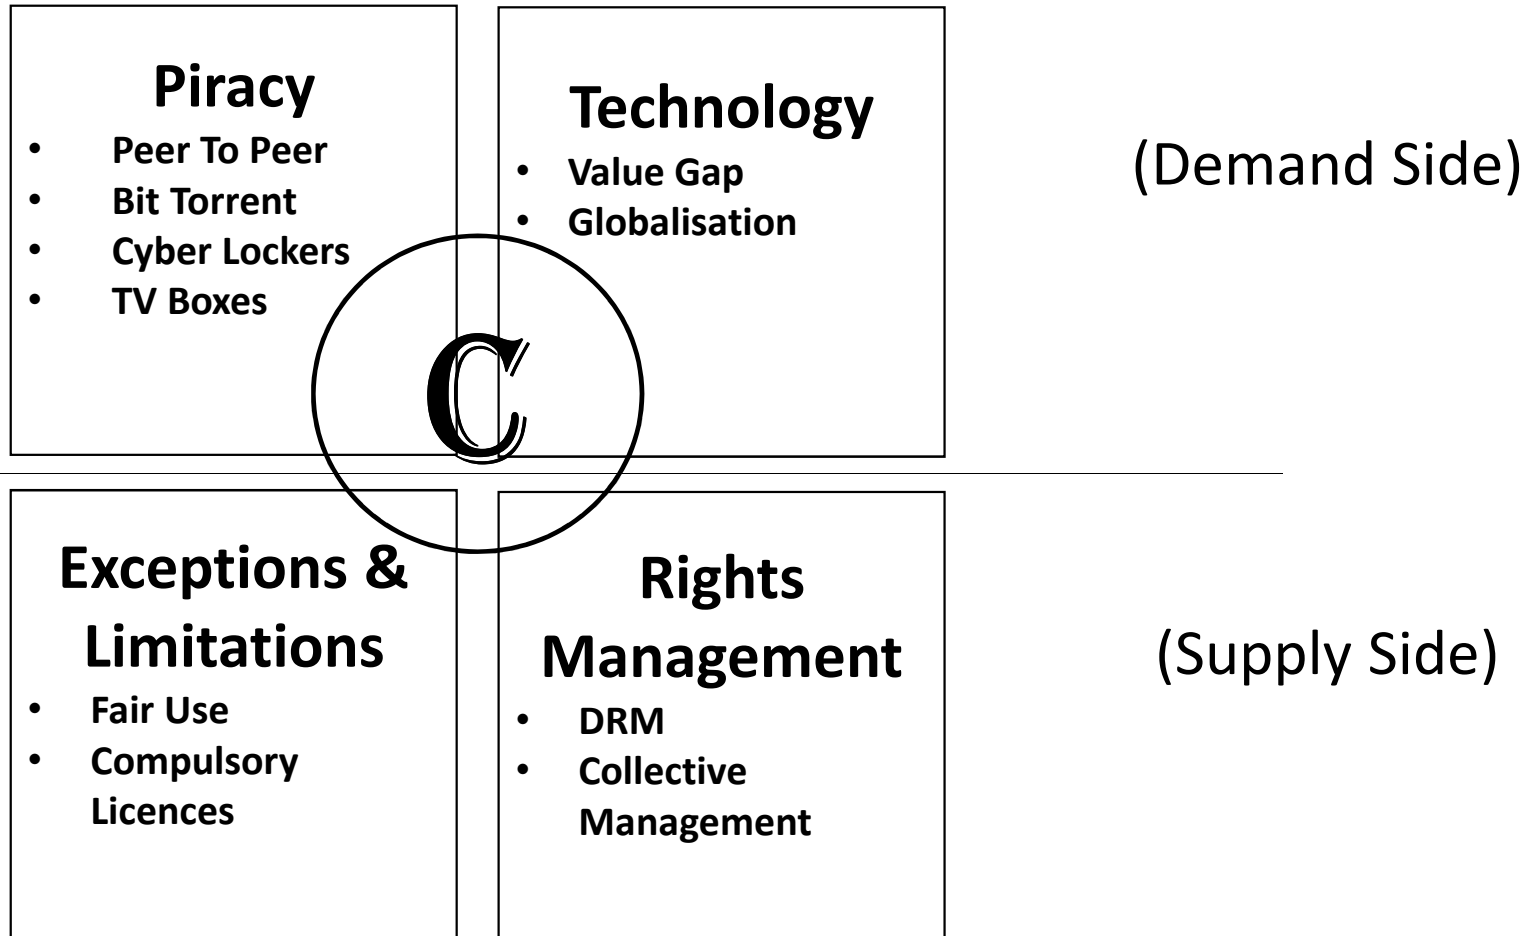 Piracy
• Peer To Peer
• Bit Torrent
• Cyber Lockers
• TV Boxes
Technology
• Value Gap
• Globalisation
(Demand Side)
C
Exceptions &
Limitations
• Fair Use
• Compulsory
Licences
Rights
Management
• DRM
• Collective
Management
(Supply Side)